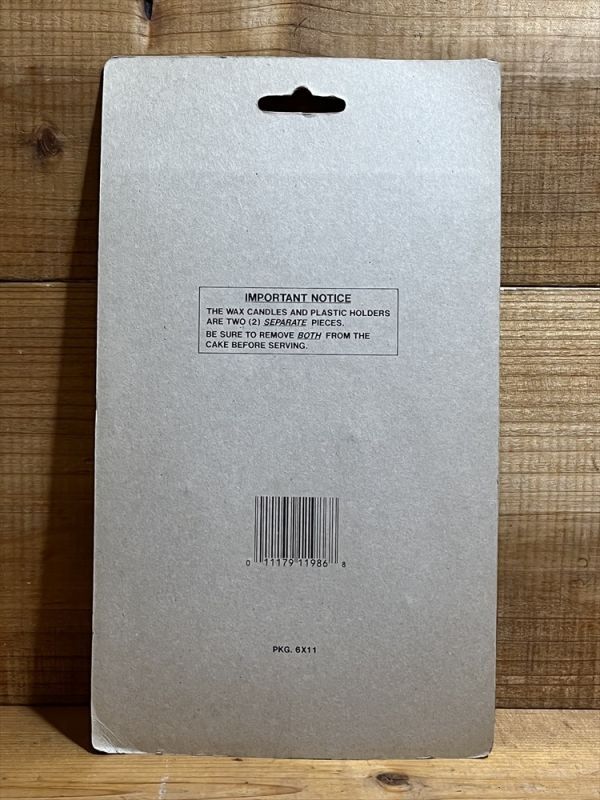 IMPORTANT NOTICE
THE WAX CANDLES AND PLASTIC HOLDERS
ARE TWO (2) SEPARATE PIECES.
BE SURE TO REMOVE BOTH FROM THE
CAKE BEFORE SERVING.
0 11179 11986 8
PKG. 6X11